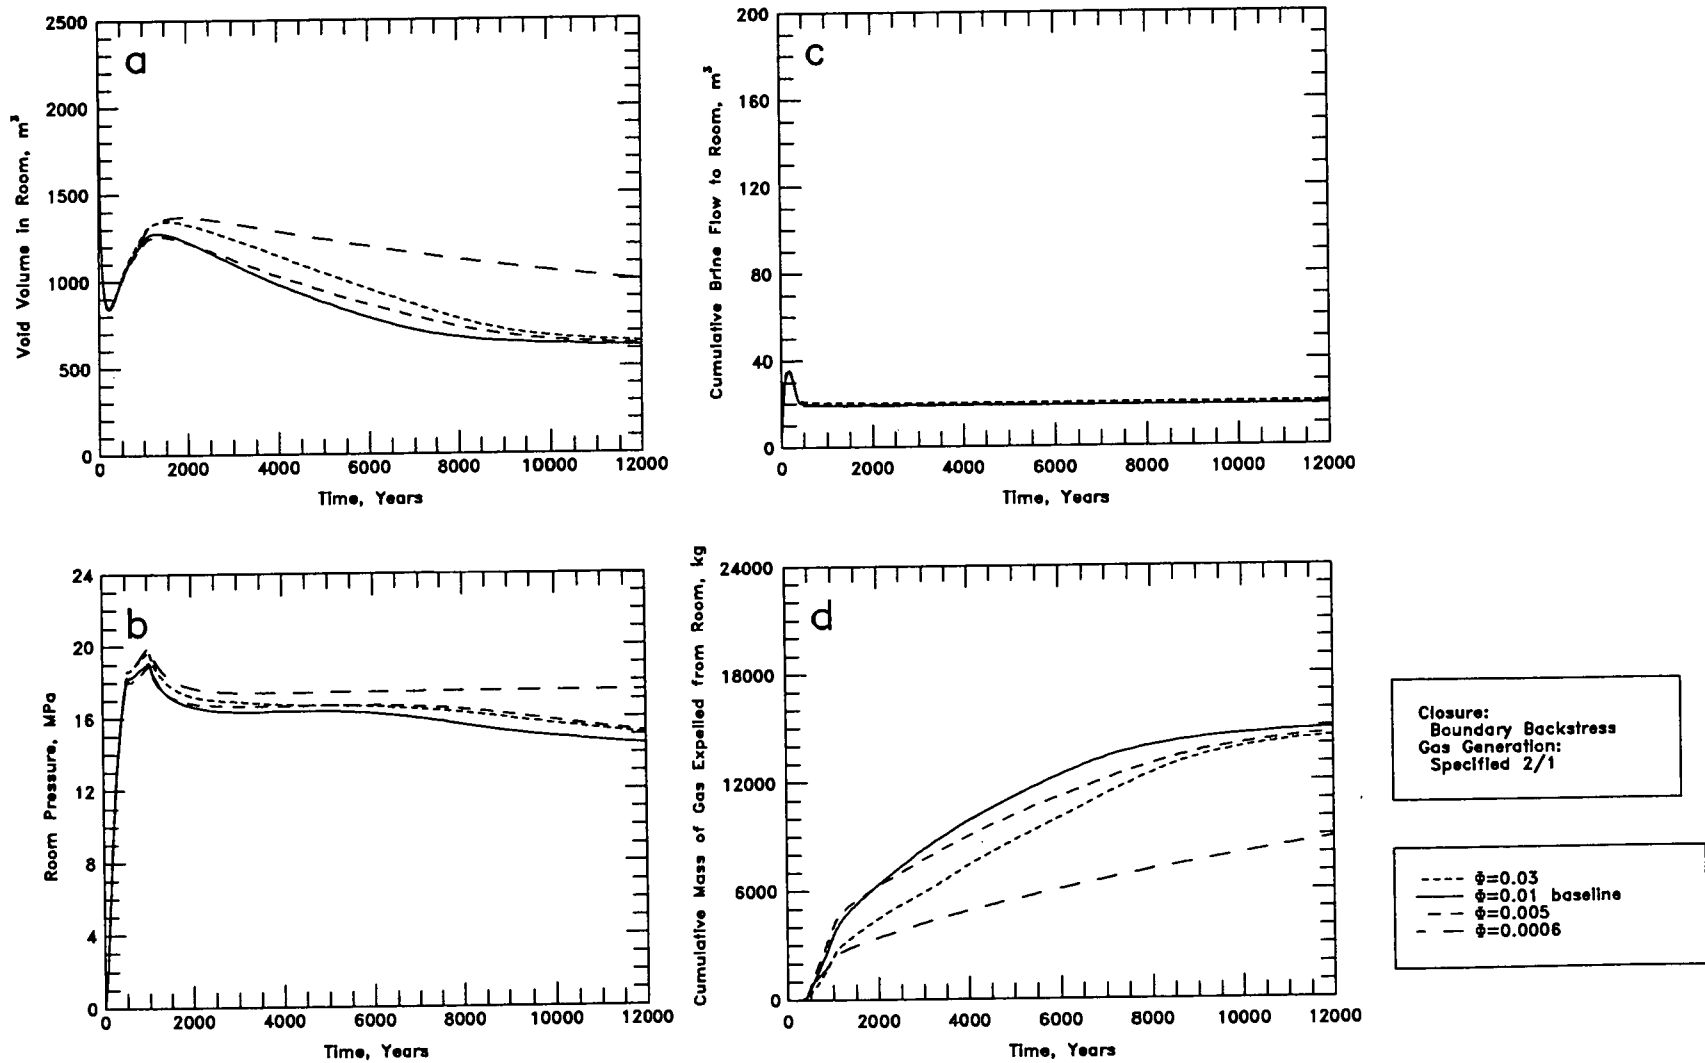 a
Void Volume in Room, m³
2500
2000
1500
1000
500
0
0 2000 4000 6000 8000 10000 12000
Time, Years
c
Cumulative Brine Flow to Room, m³
200
160
120
80
40
0
0 2000 4000 6000 8000 10000 12000
Time, Years
b
Room Pressure, MPa
24
20
16
12
8
4
0
0 2000 4000 6000 8000 10000 12000
Time, Years
d
Cumulative Mass of Gas Expelled from Room, kg
24000
18000
12000
6000
0
0 2000 4000 6000 8000 10000 12000
Time, Years
Closure:
Boundary Backstress
Gas Generation:
Specified 2/1
Φ=0.03
Φ=0.01 baseline
Φ=0.005
Φ=0.0006